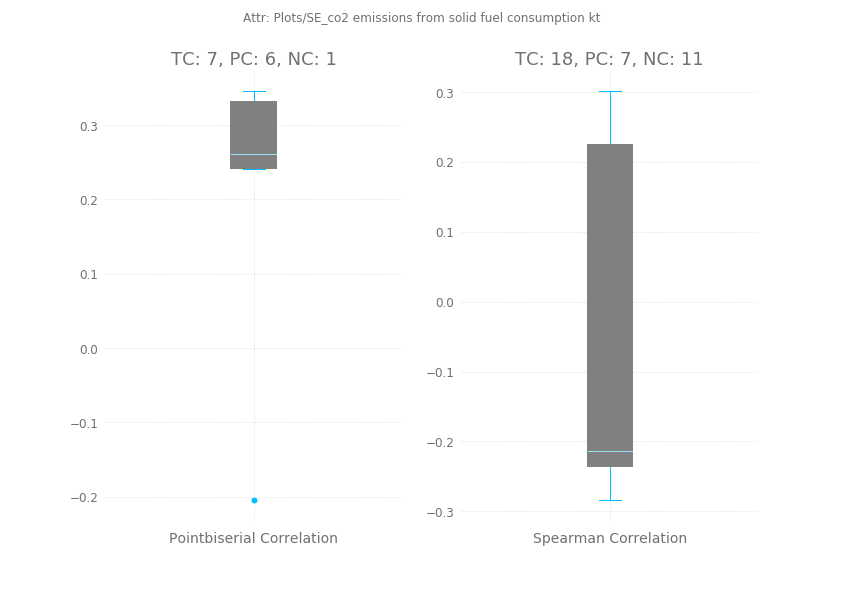 Attr: Plots/SE_co2 emissions from solid fuel consumption kt
TC: 7, PC: 6, NC: 1
0.3
0.2
0.1
0.0
−0.1
−0.2
Pointbiserial Correlation
TC: 18, PC: 7, NC: 11
0.3
0.2
0.1
0.0
−0.1
−0.2
−0.3
Spearman Correlation